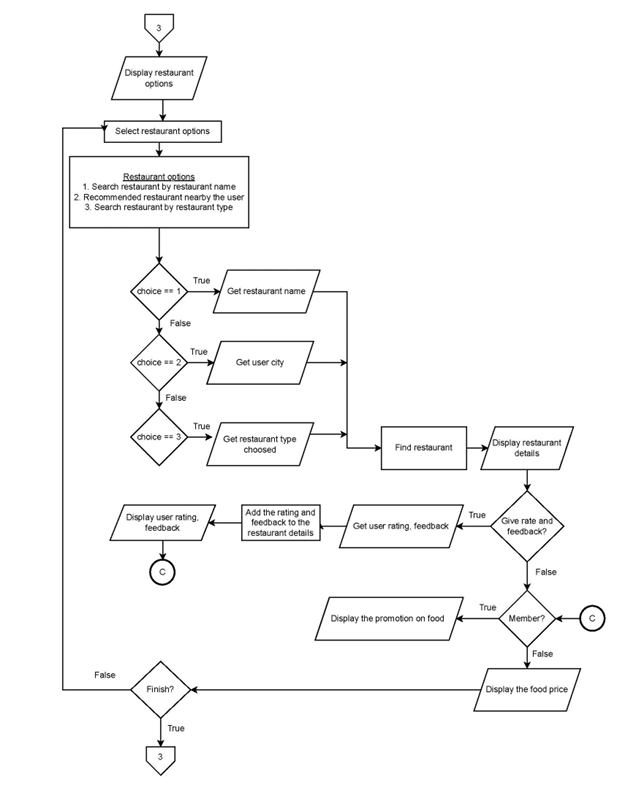 3
Display restaurant
options
Select restaurant options
Restaurant options
1. Search restaurant by restaurant name
2. Recommended restaurant nearby the user
3. Search restaurant by restaurant type
choice == 1
True
Get restaurant name
False
choice == 2
True
Get user city
False
choice == 3
True
Get restaurant type
choosed
Find restaurant
Display restaurant
details
Give rate and
feedback?
True
Get user rating, feedback
Add the rating and
feedback to the
restaurant details
Display user rating,
feedback
C
False
Member?
C
True
Display the promotion on food
False
Display the food price
Finish?
False
True
3